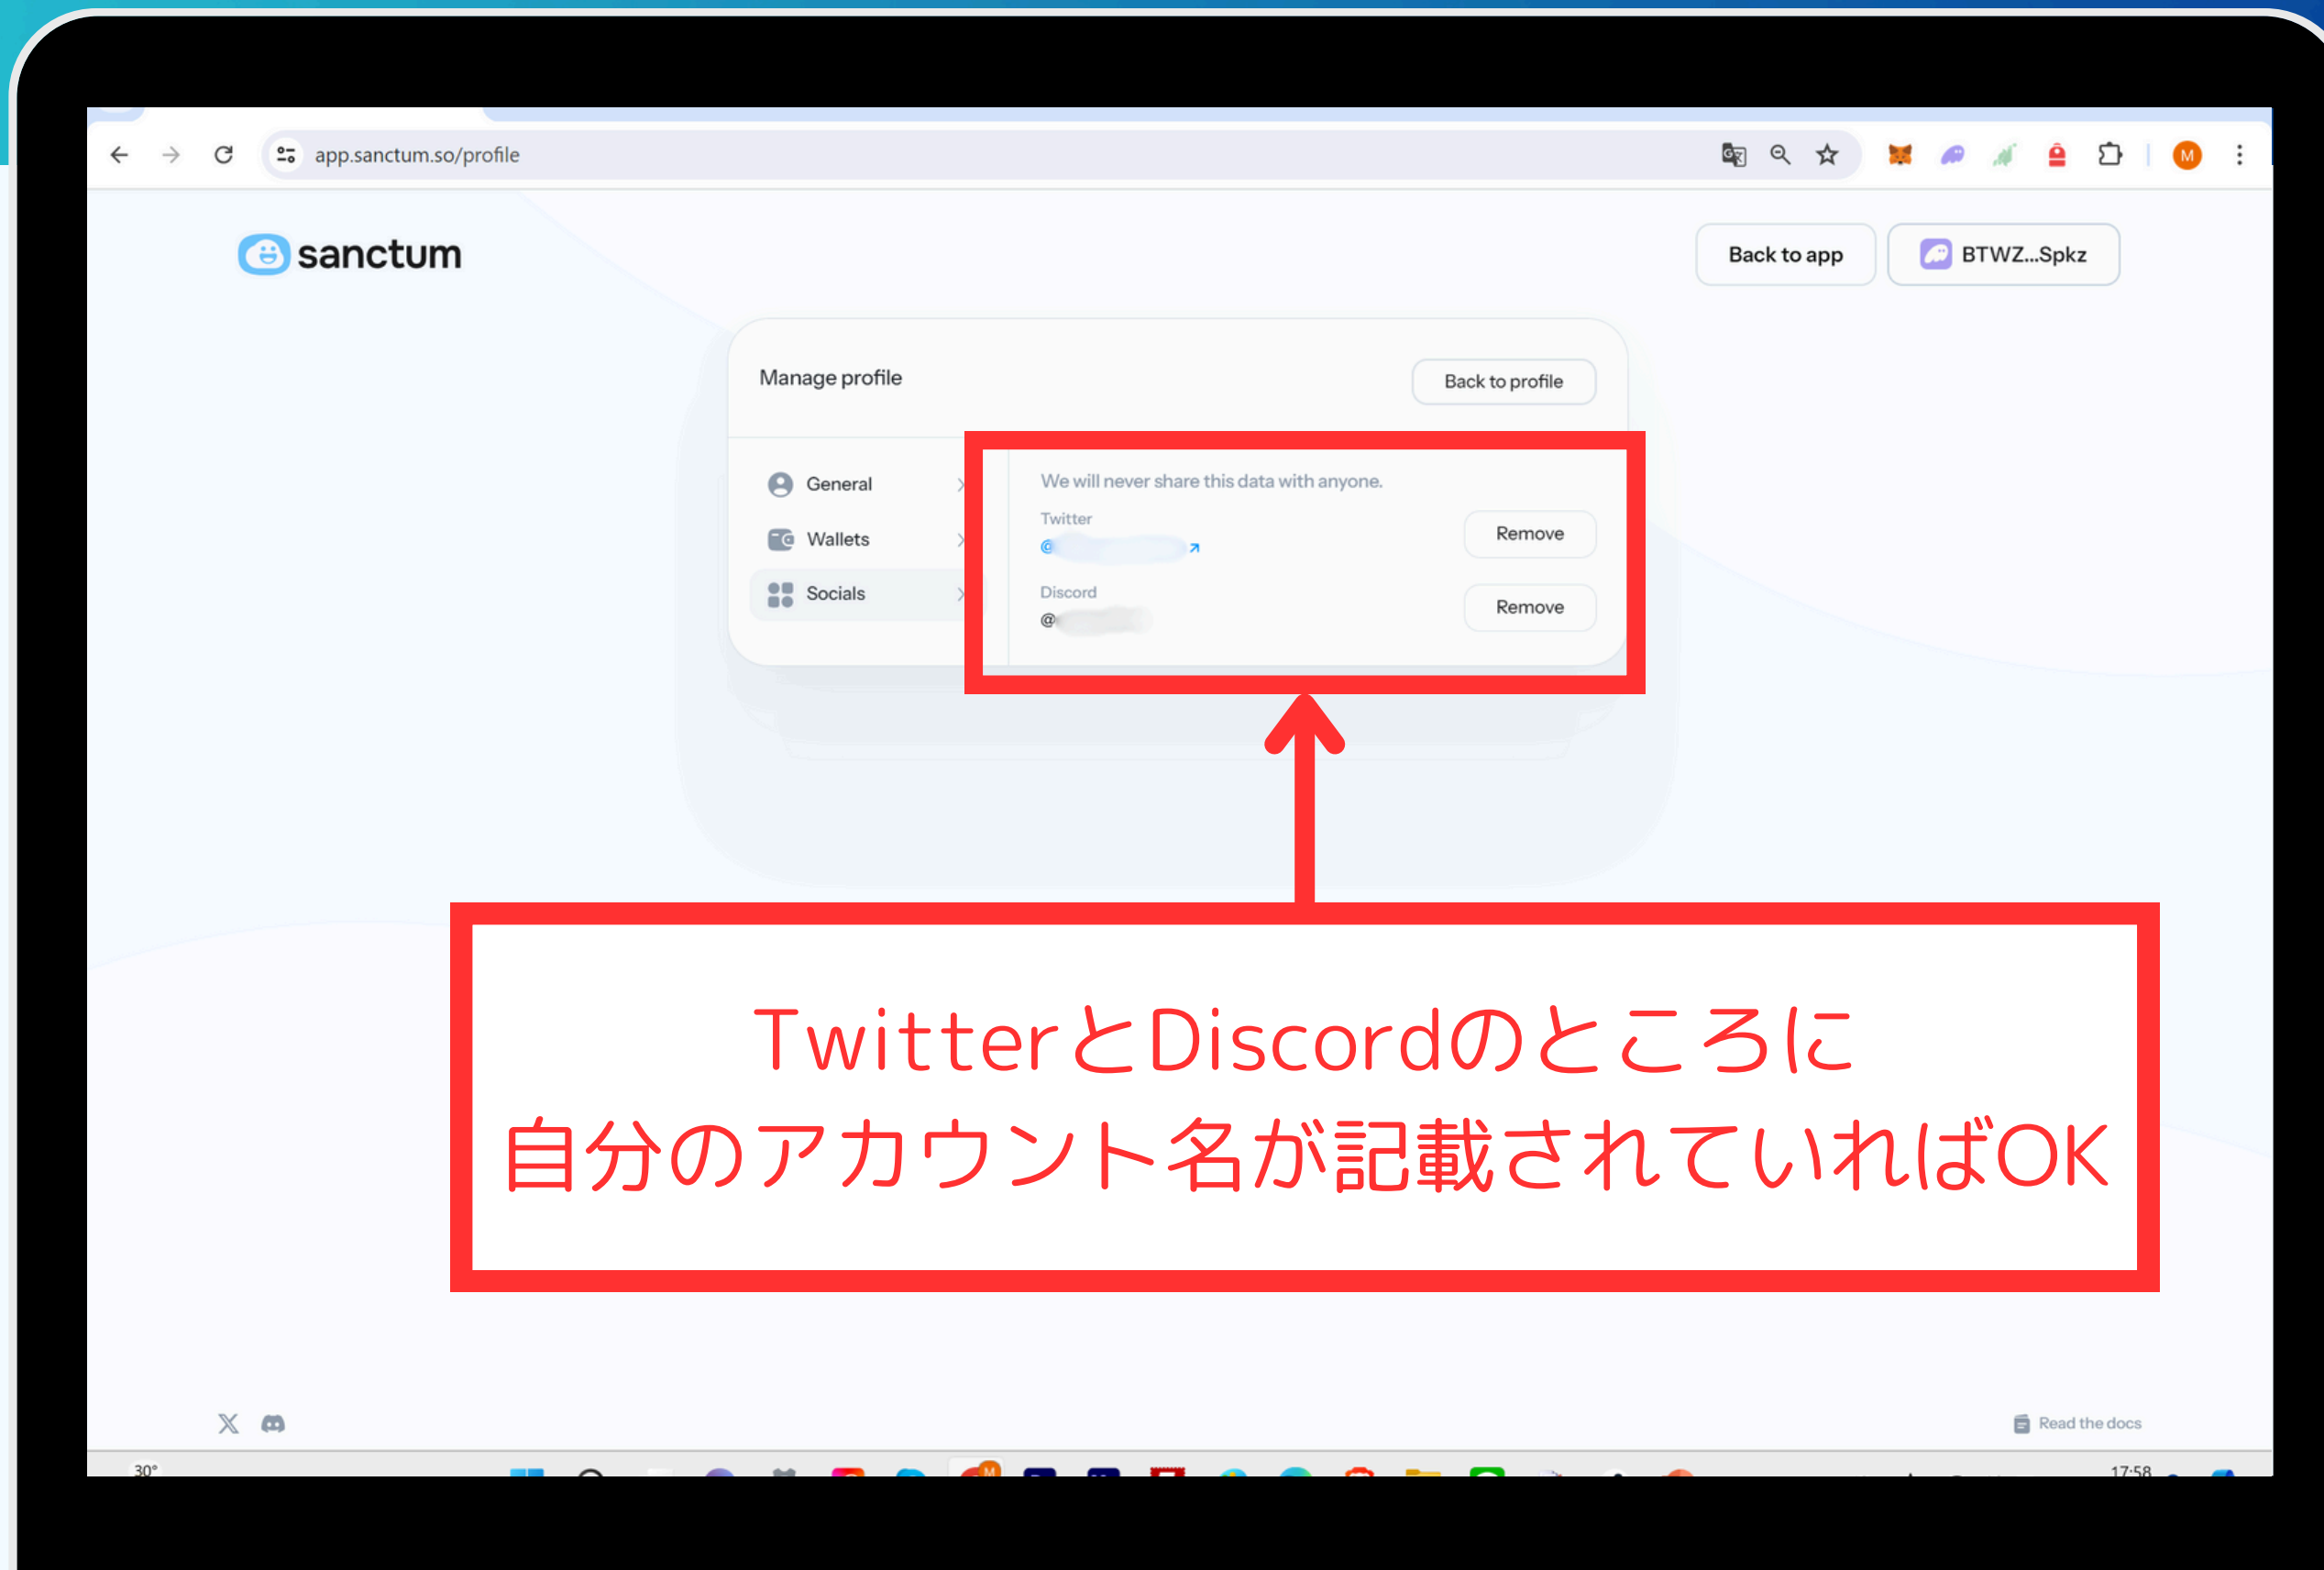 app.sanctum.so/profile
M
sanctum
Back to app
BTWZ...Spkz
Manage profile
Back to profile
General
Wallets
Socials
We will never share this data with anyone.
Twitter
@
Remove
Discord
@
Remove
TwitterとDiscordのところに
自分のアカウント名が記載されていればOK
Read the docs
30°
17:58